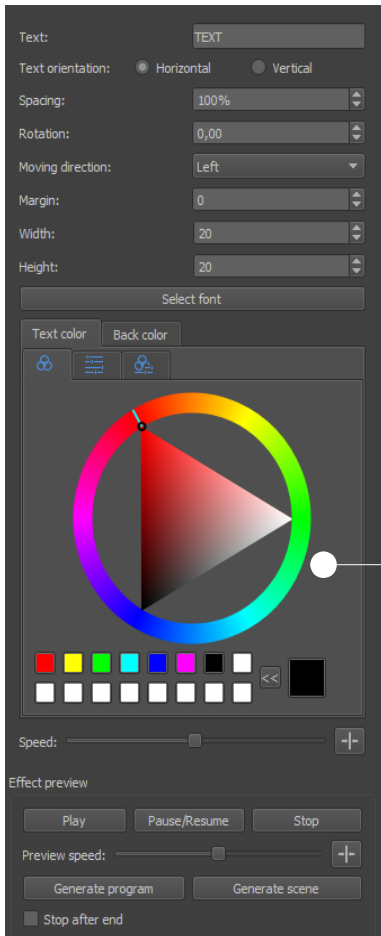 Text: TEXT
Text orientation: Horizontal Vertical
Spacing: 100%
Rotation: 0,00
Moving direction: Left
Margin: 0
Width: 20
Height: 20
Select font
Text color Back color
<<
Speed:
Effect preview
Play Pause/Resume Stop
Preview speed:
Generate program Generate scene
Stop after end